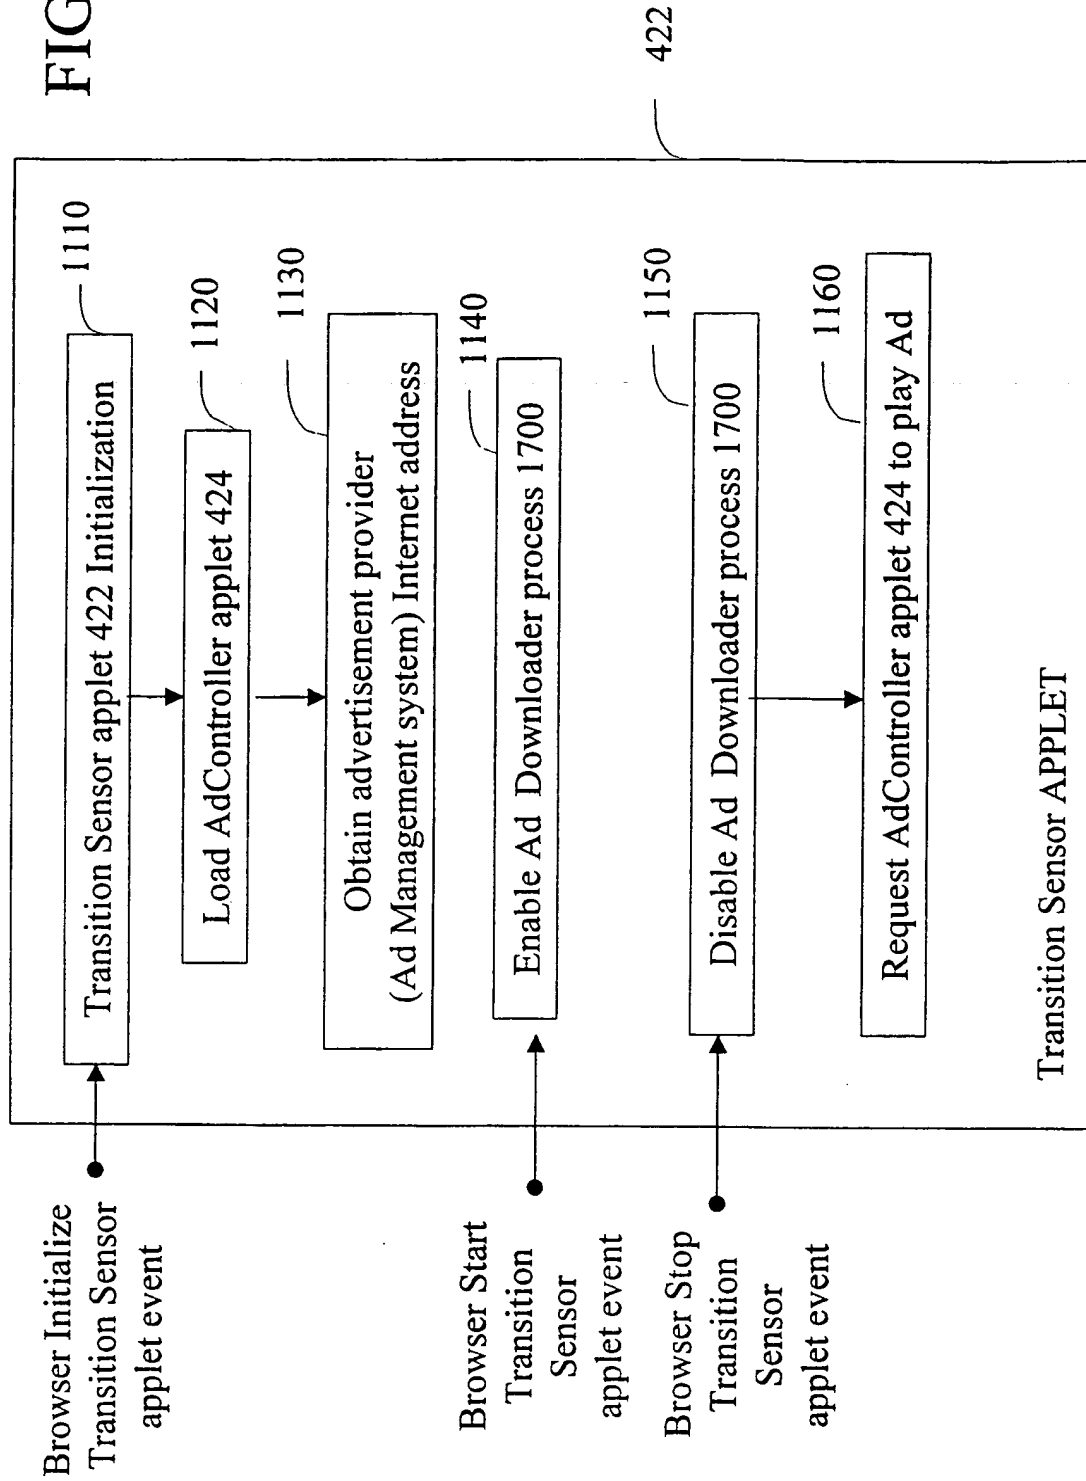 FIG
Browser Initialize
Transition Sensor
applet event
Transition Sensor applet 422 Initialization
1110
Load AdController applet 424
1120
Obtain advertisement provider
(Ad Management system) Internet address
1130
Browser Start
Transition
Sensor
applet event
Enable Ad Downloader process 1700
1140
Browser Stop
Transition
Sensor
applet event
Disable Ad Downloader process 1700
1150
Request AdController applet 424 to play Ad
1160
422
Transition Sensor APPLET